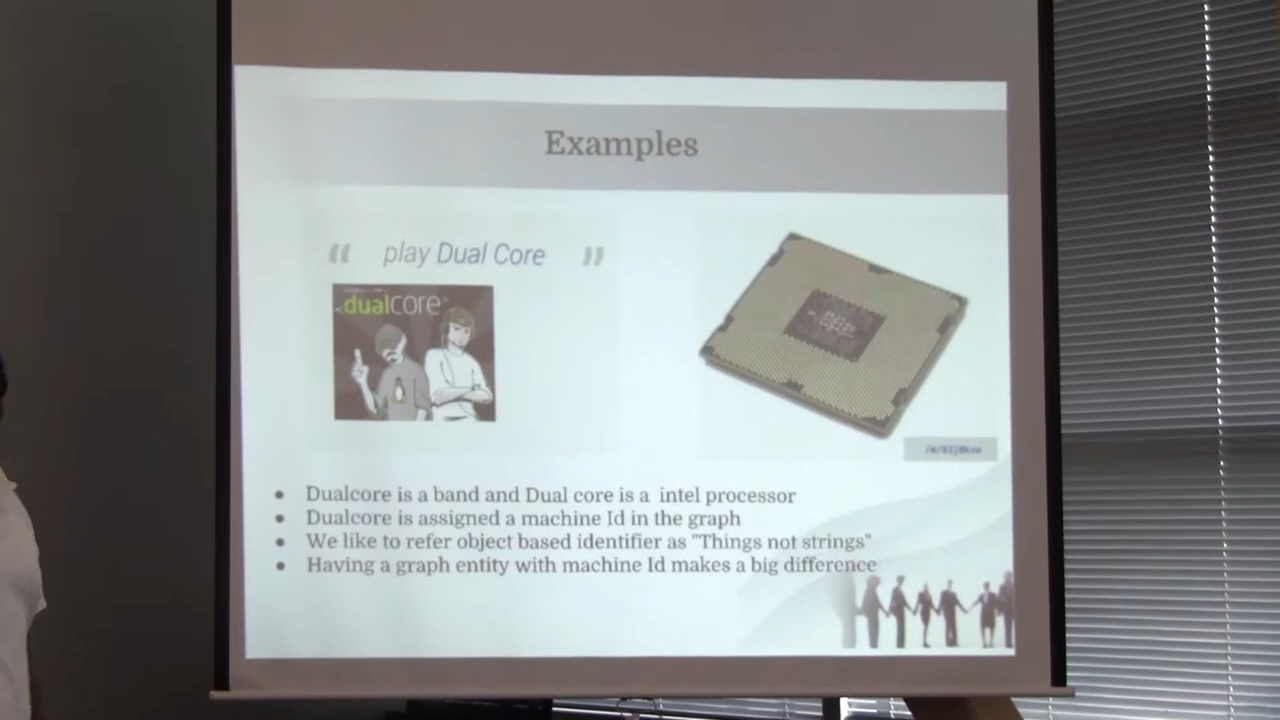 Examples
“ play Dual Core ”
dualcore
Dualcore is a band and Dual core is a intel processor
Dualcore is assigned a machine Id in the graph
We like to refer object based identifier as "Things not strings"
Having a graph entity with machine Id makes a big difference